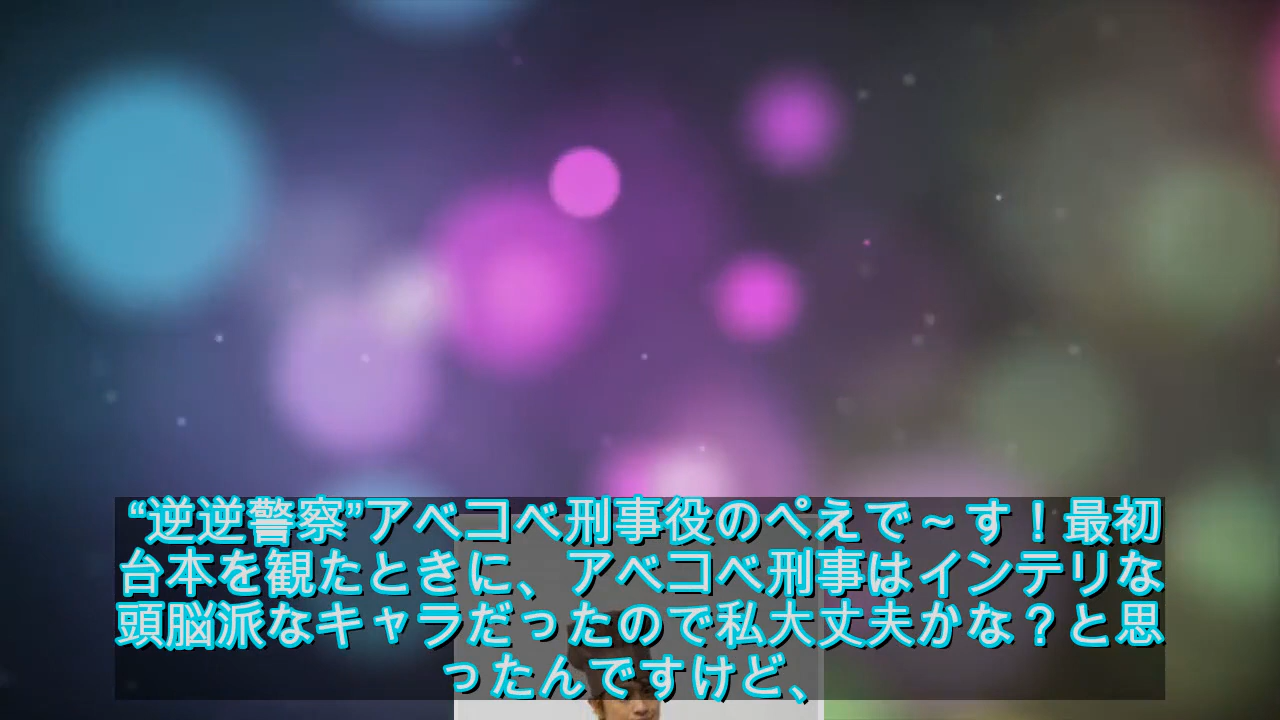 “逆逆警察”アベコベ刑事役のぺえで～す！最初
台本を観たときに、アベコベ刑事はインテリな
頭脳派なキャラだったので私大丈夫かな？と思
ったんですけど、